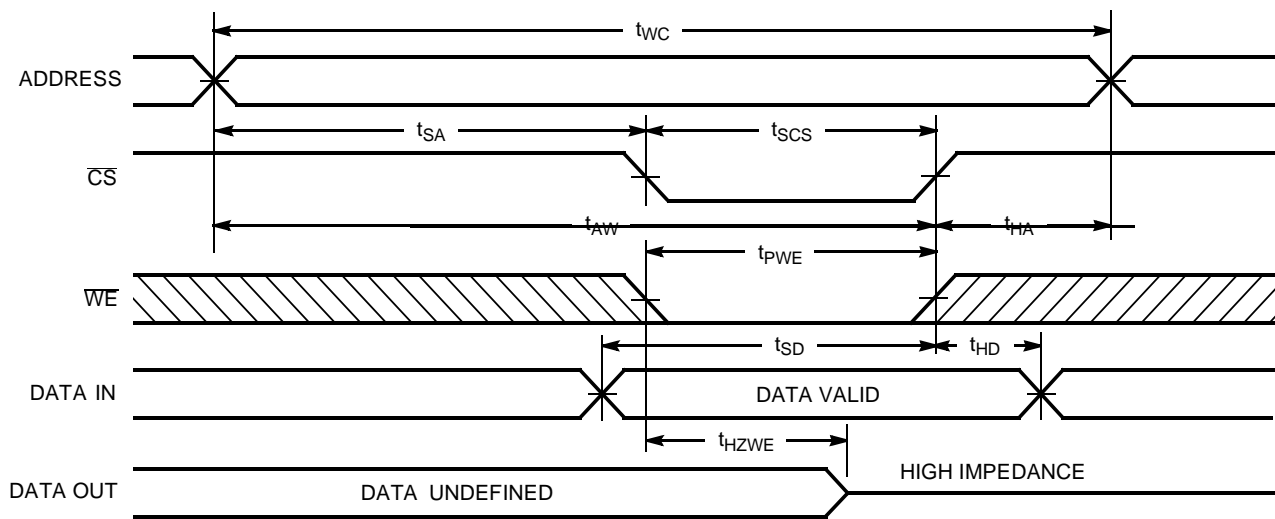 tWC
ADDRESS
tSA
tSCS
CS
tAW
tHA
tPWE
WE
tSD
tHD
DATA IN
DATA VALID
tHZWE
HIGH IMPEDANCE
DATA OUT
DATA UNDEFINED